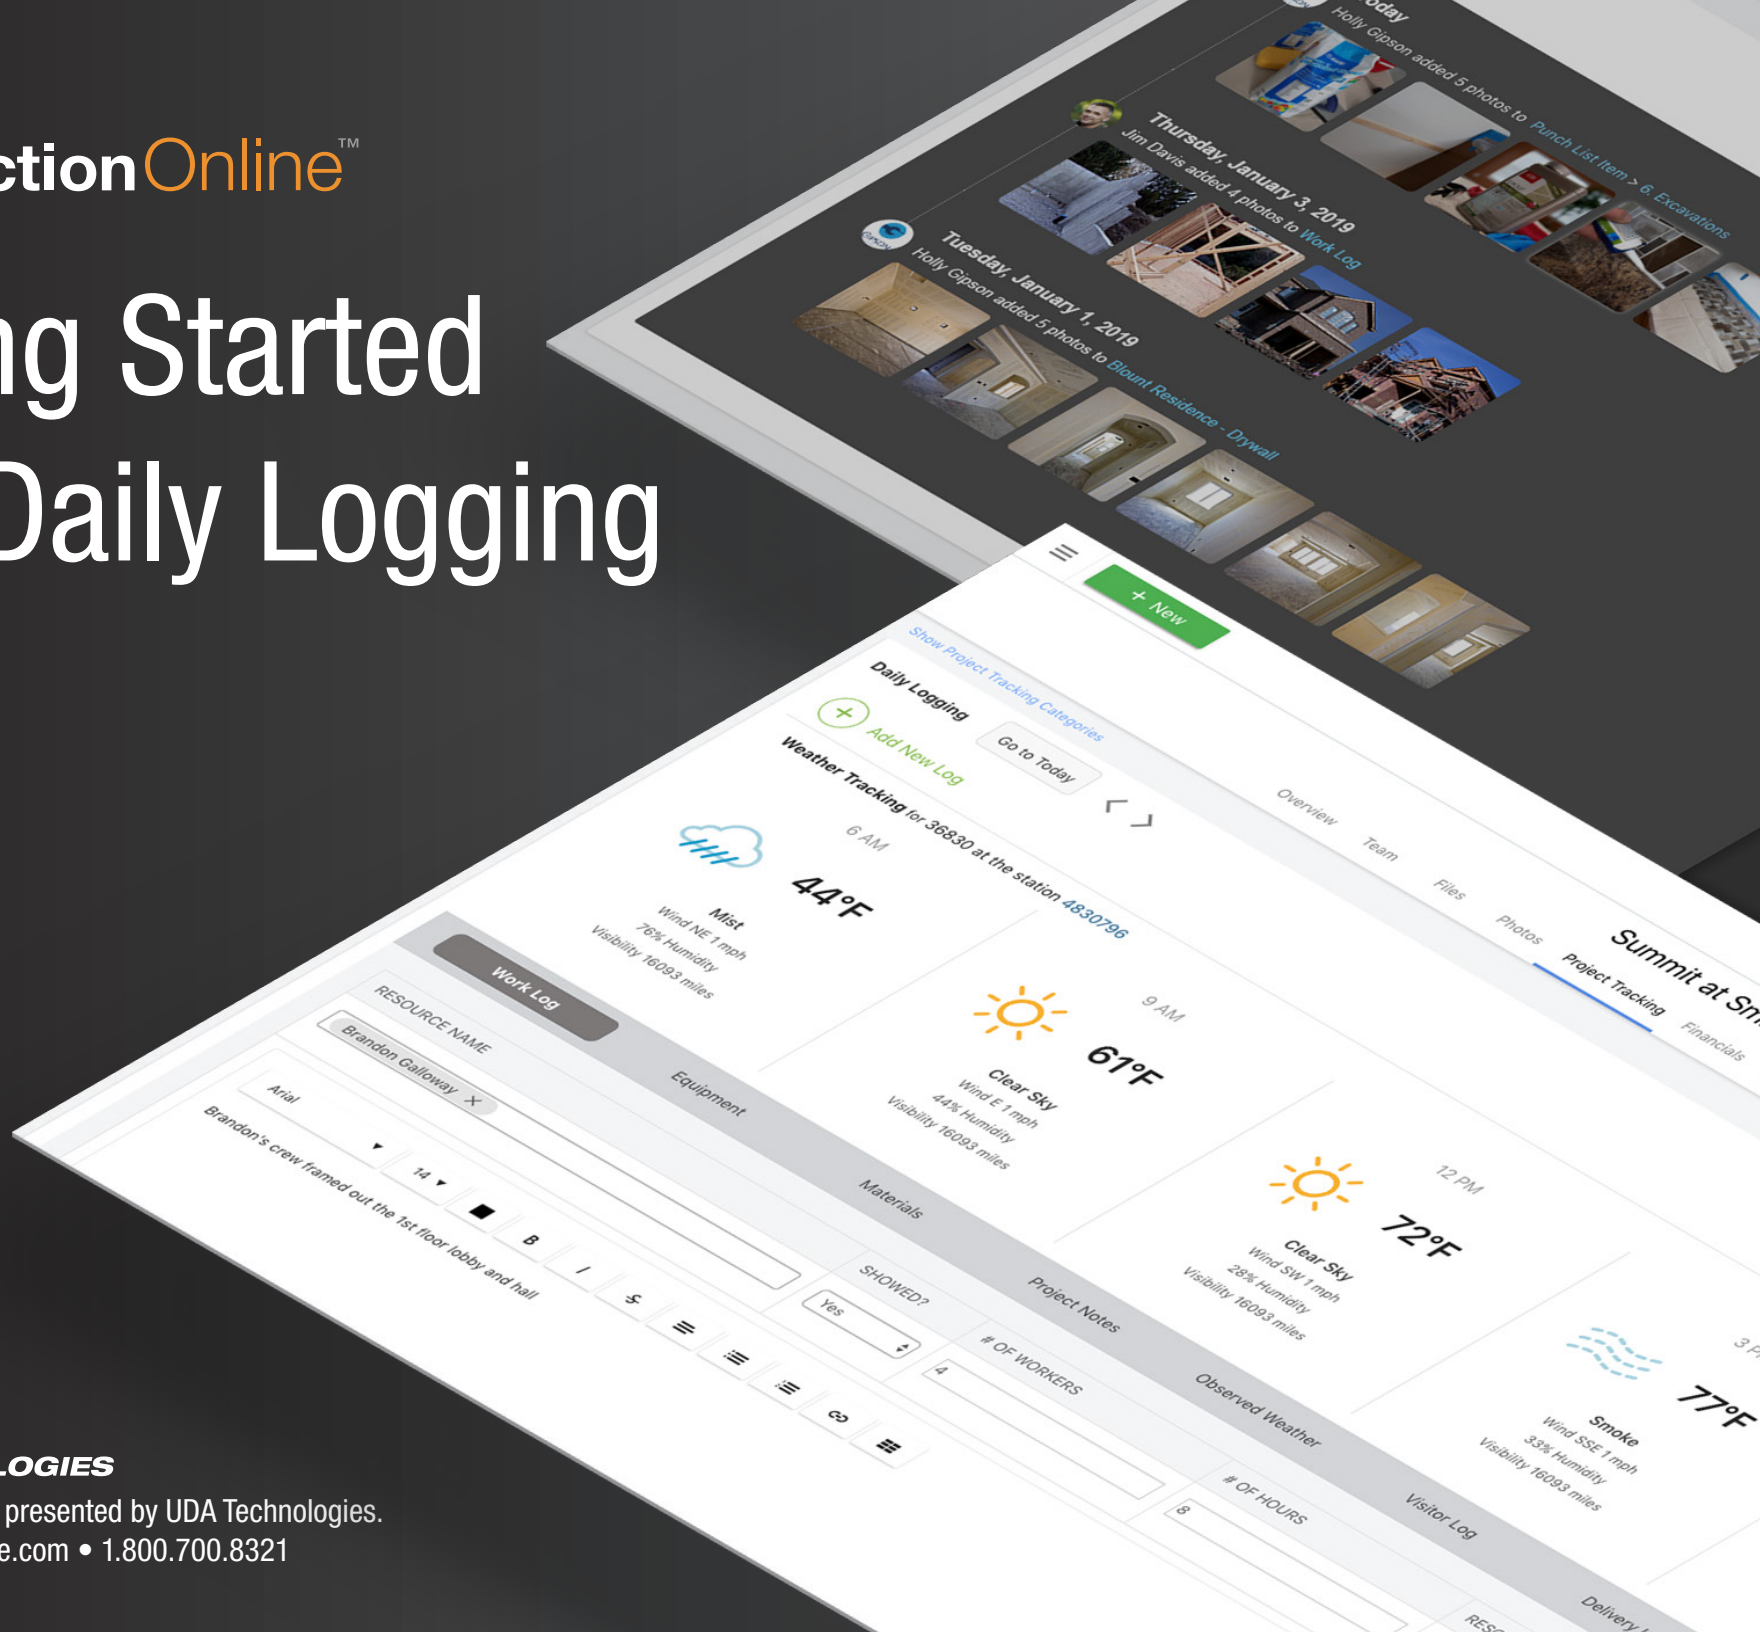 ctionOnline™
ng Started
Daily Logging
LOGIES
presented by UDA Technologies.
e.com • 1.800.700.8321
Today
Holly Gipson added 5 photos to Punch List Item > 6. Excavations
Thursday, January 3, 2019
Jim Davis added 4 photos to Work Log
Tuesday, January 1, 2019
Holly Gipson added 5 photos to Blount Residence - Drywall
+ New
Summit at Sm
Overview Team Files Photos Project Tracking Financials
Show Project Tracking Categories
Daily Logging Go to Today
+ Add New Log
Weather Tracking for 36830 at the station 4830796
6 AM
44°F
Mist
Wind NE 1 mph
76% Humidity
Visibility 16093 miles
9 AM
61°F
Clear Sky
Wind E 1 mph
44% Humidity
Visibility 16093 miles
12 PM
72°F
Clear Sky
Wind SW 1 mph
28% Humidity
Visibility 16093 miles
3 P
77°F
Smoke
Wind SSE 1 mph
33% Humidity
Visibility 16093 miles
Work Log Equipment Materials Project Notes Observed Weather Visitor Log Delivery
RESOURCE NAME SHOWED? # OF WORKERS # OF HOURS RES
Brandon Galloway × Yes 4 8
Arial 14 B I S
Brandon's crew framed out the 1st floor lobby and hall